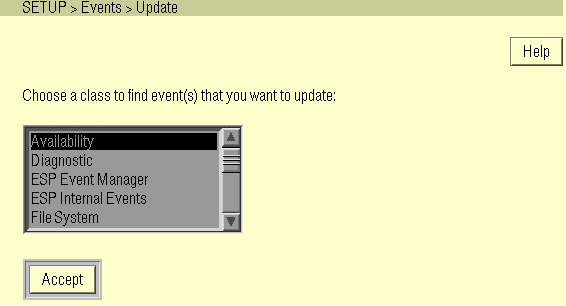 SETUP > Events > Update
Help
Choose a class to find event(s) that you want to update:
Availability
Diagnostic
ESP Event Manager
ESP Internal Events
File System
Accept